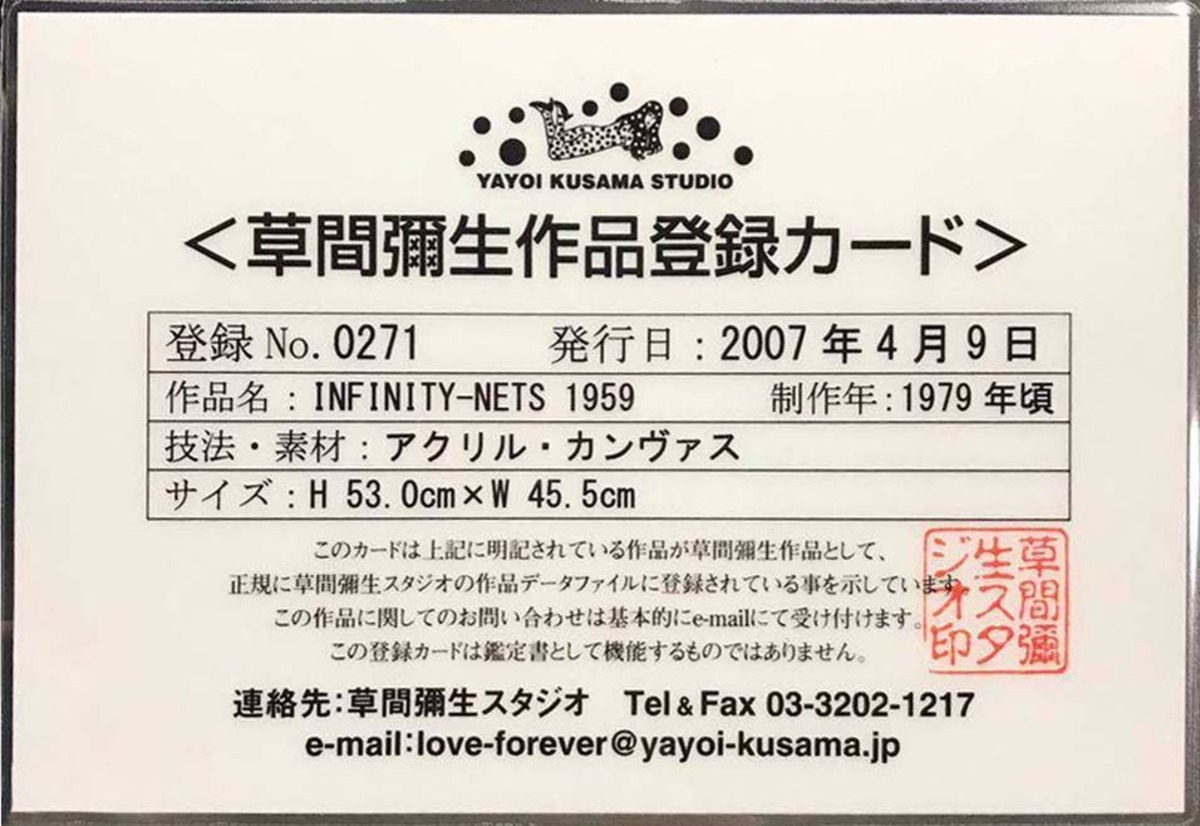 YAYOI KUSAMA STUDIO
＜草間彌生作品登録カード＞
登録 No. 0271 発行日：2007 年 4 月 9 日
作品名：INFINITY-NETS 1959 制作年：1979 年頃
技法・素材：アクリル・カンヴァス
サイズ：H 53.0cm×W 45.5cm
このカードは上記に明記されている作品が草間彌生作品として、
正規に草間彌生スタジオの作品データファイルに登録されている事を示しています。
この作品に関してのお問い合わせは基本的にe-mailにて受け付けます。
この登録カードは鑑定書として機能するものではありません。
草間彌
生スタ
ジオ印
連絡先：草間彌生スタジオ Tel & Fax 03-3202-1217
e-mail：love-forever@yayoi-kusama.jp